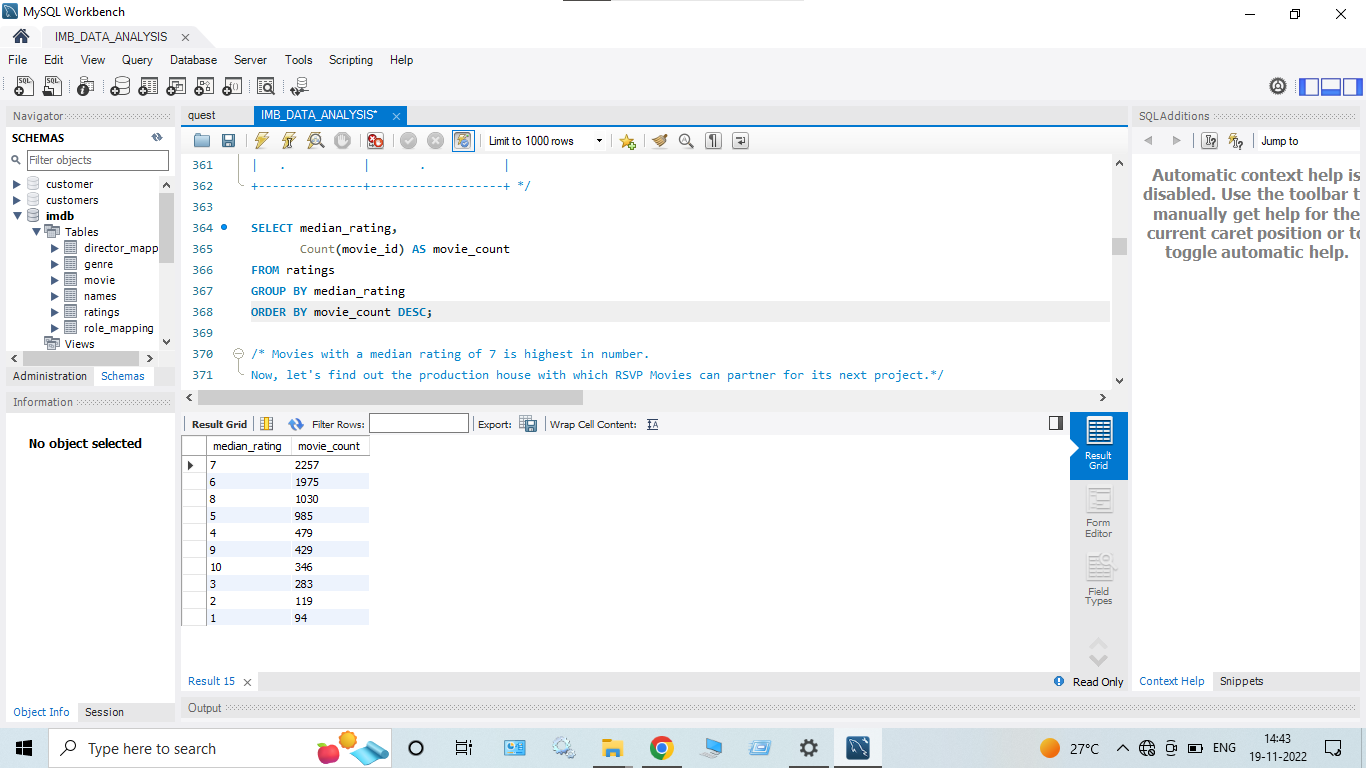 MySQL Workbench
IMB_DATA_ANALYSIS
File Edit View Query Database Server Tools Scripting Help
Navigator
SCHEMAS
Filter objects
customer
customers
imdb
Tables
director_mapp
genre
movie
names
ratings
role_mapping
Views
Administration Schemas
Information
No object selected
Object Info Session
quest IMB_DATA_ANALYSIS*
Limit to 1000 rows
361 | . | . |
362 +---------------+-------------------+ */
363
364 SELECT median_rating,
365 Count(movie_id) AS movie_count
366 FROM ratings
367 GROUP BY median_rating
368 ORDER BY movie_count DESC;
369
370 /* Movies with a median rating of 7 is highest in number.
371 Now, let's find out the production house with which RSVP Movies can partner for its next project.*/
Result Grid Filter Rows: Export: Wrap Cell Content:
median_rating movie_count
7 2257
6 1975
8 1030
5 985
4 479
9 429
10 346
3 283
2 119
1 94
Result Grid
Form Editor
Field Types
Result 15
Read Only
Output
SQLAdditions
Jump to
Automatic context help is
disabled. Use the toolbar t
manually get help for the
current caret position or to
toggle automatic help.
Context Help Snippets
Type here to search
27°C
ENG
14:43
19-11-2022